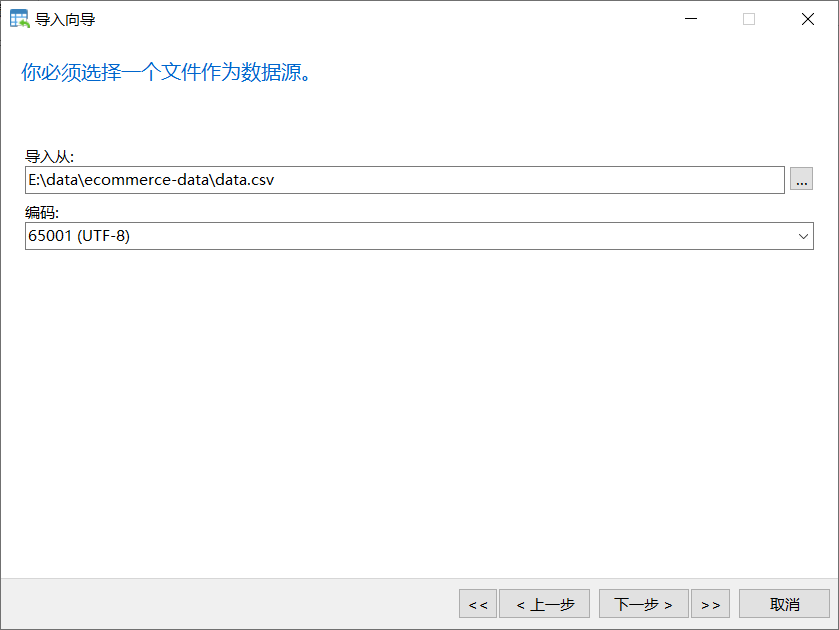 导入向导
你必须选择一个文件作为数据源。
导入从:
E:\data\ecommerce-data\data.csv
...
编码:
65001 (UTF-8)
<< < 上一步 下一步 > >> 取消